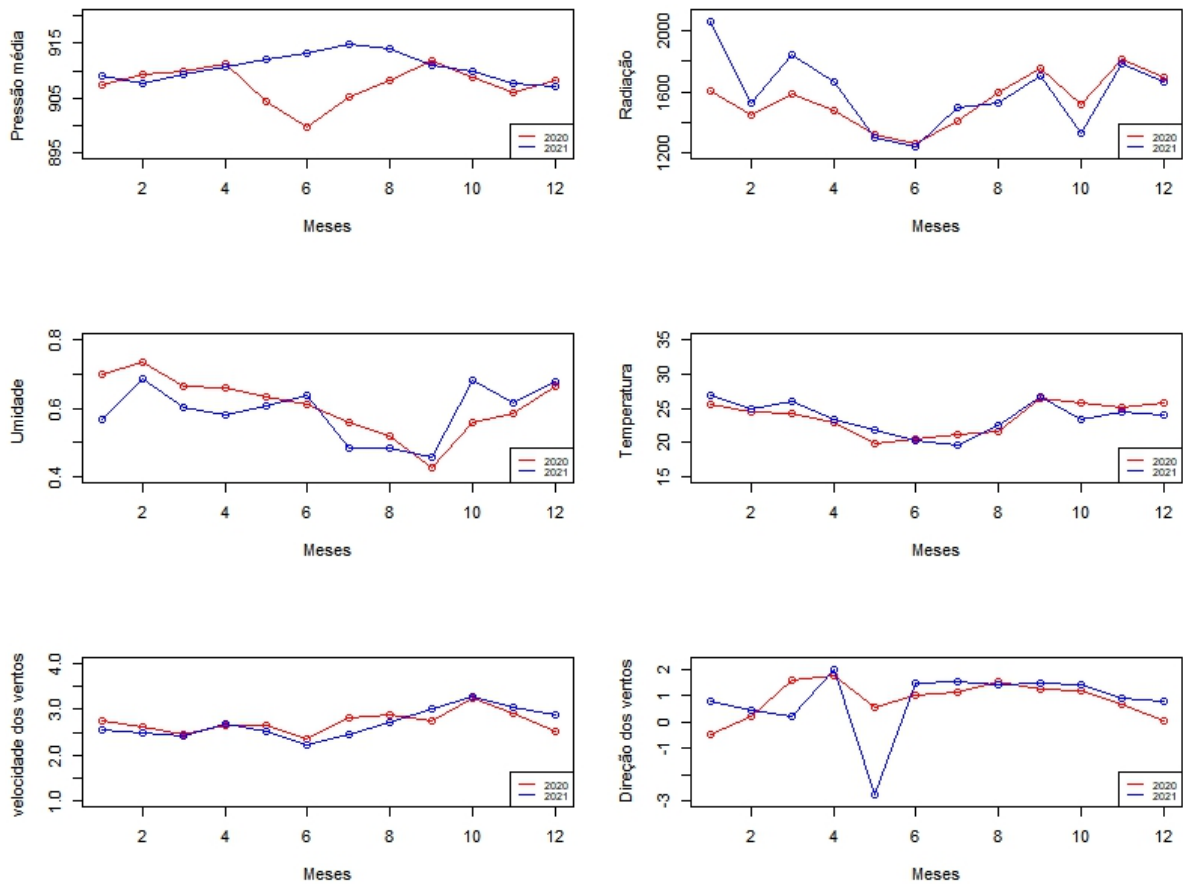 Pressão média
915
905
895
2020
2021
2 4 6 8 10 12
Meses
Radiação
2000
1600
1200
2020
2021
2 4 6 8 10 12
Meses
Umidade
0.8
0.6
0.4
2020
2021
2 4 6 8 10 12
Meses
Temperatura
35
30
25
20
15
2020
2021
2 4 6 8 10 12
Meses
velocidade dos ventos
4.0
3.0
2.0
1.0
2020
2021
2 4 6 8 10 12
Meses
Direção dos ventos
2
1
0
-1
-3
2020
2021
2 4 6 8 10 12
Meses